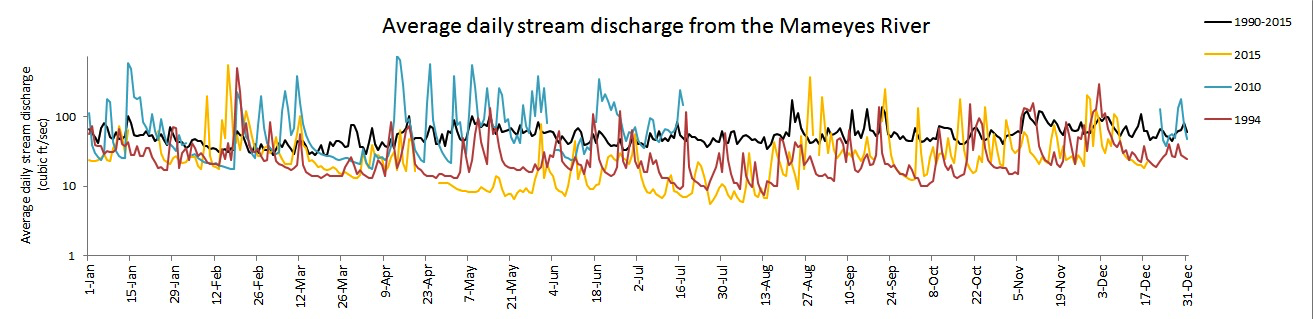 Average daily stream discharge from the Mameyes River
Average daily stream discharge
(cubic ft/sec)
100
10
1
1-Jan
15-Jan
29-Jan
12-Feb
26-Feb
12-Mar
26-Mar
9-Apr
23-Apr
7-May
21-May
4-Jun
18-Jun
2-Jul
16-Jul
30-Jul
13-Aug
27-Aug
10-Sep
24-Sep
8-Oct
22-Oct
5-Nov
19-Nov
3-Dec
17-Dec
31-Dec
1990-2015
2015
2010
1994